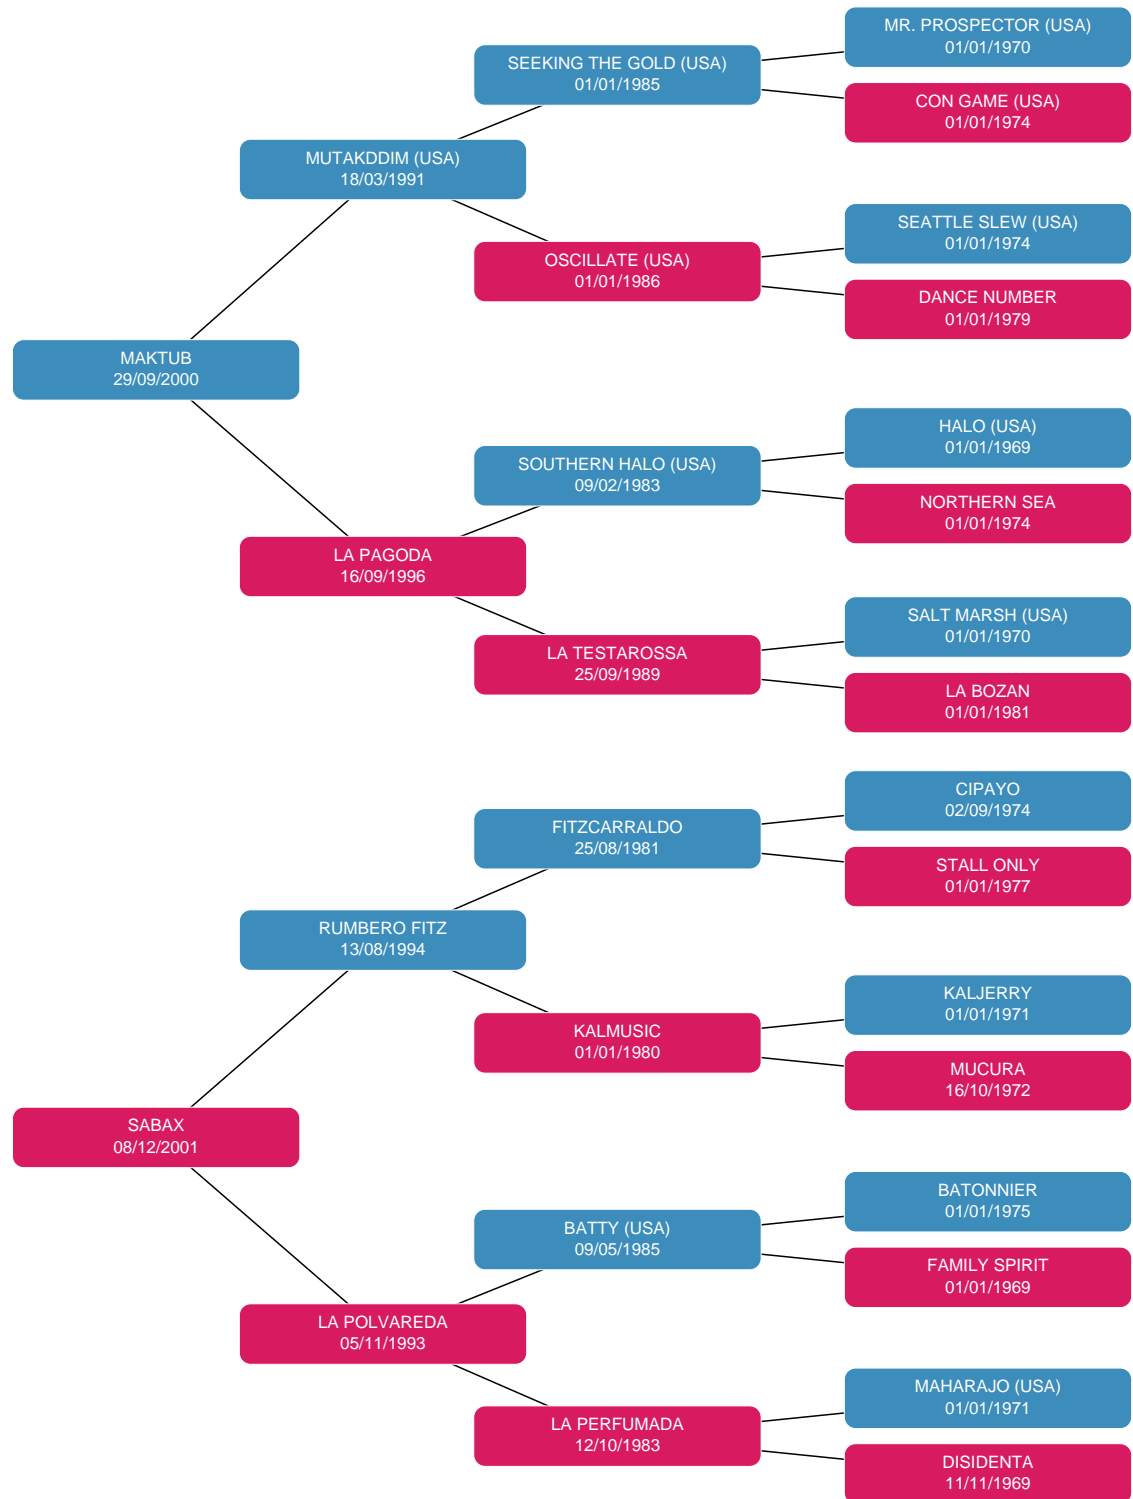 MR. PROSPECTOR (USA)
01/01/1970
SEEKING THE GOLD (USA)
01/01/1985
CON GAME (USA)
01/01/1974
MUTAKDDIM (USA)
18/03/1991
SEATTLE SLEW (USA)
01/01/1974
OSCILLATE (USA)
01/01/1986
DANCE NUMBER
01/01/1979
MAKTUB
29/09/2000
HALO (USA)
01/01/1969
SOUTHERN HALO (USA)
09/02/1983
NORTHERN SEA
01/01/1974
LA PAGODA
16/09/1996
SALT MARSH (USA)
01/01/1970
LA TESTAROSSA
25/09/1989
LA BOZAN
01/01/1981
CIPAYO
02/09/1974
FITZCARRALDO
25/08/1981
STALL ONLY
01/01/1977
RUMBERO FITZ
13/08/1994
KALJERRY
01/01/1971
KALMUSIC
01/01/1980
MUCURA
16/10/1972
SABAX
08/12/2001
BATONNIER
01/01/1975
BATTY (USA)
09/05/1985
FAMILY SPIRIT
01/01/1969
LA POLVAREDA
05/11/1993
MAHARAJO (USA)
01/01/1971
LA PERFUMADA
12/10/1983
DISIDENTA
11/11/1969